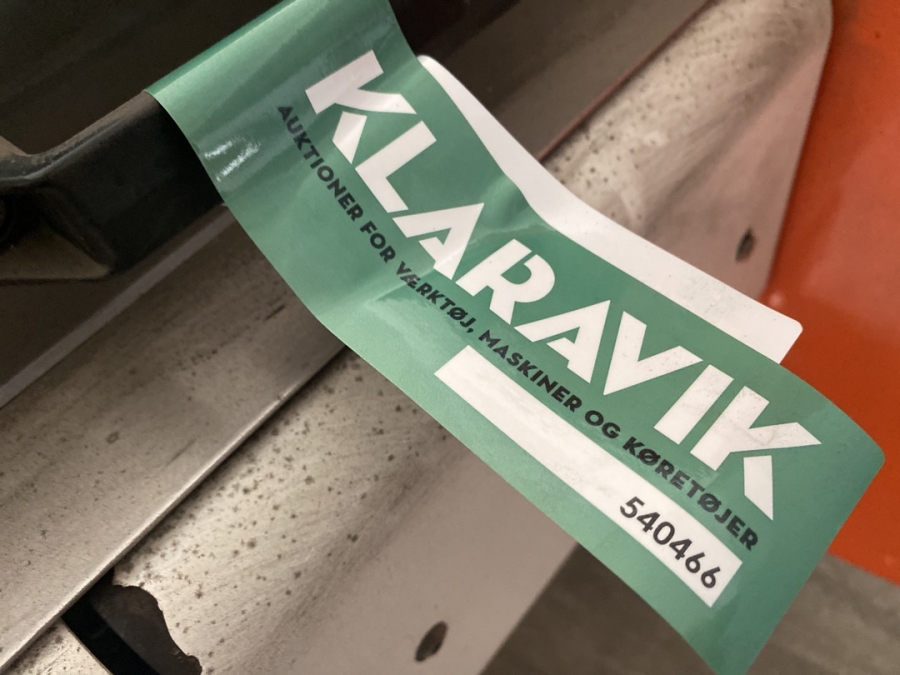 KLARAVIK
AUKTIONER FOR VÆRKTØJ, MASKINER OG KØRETØJER
540466